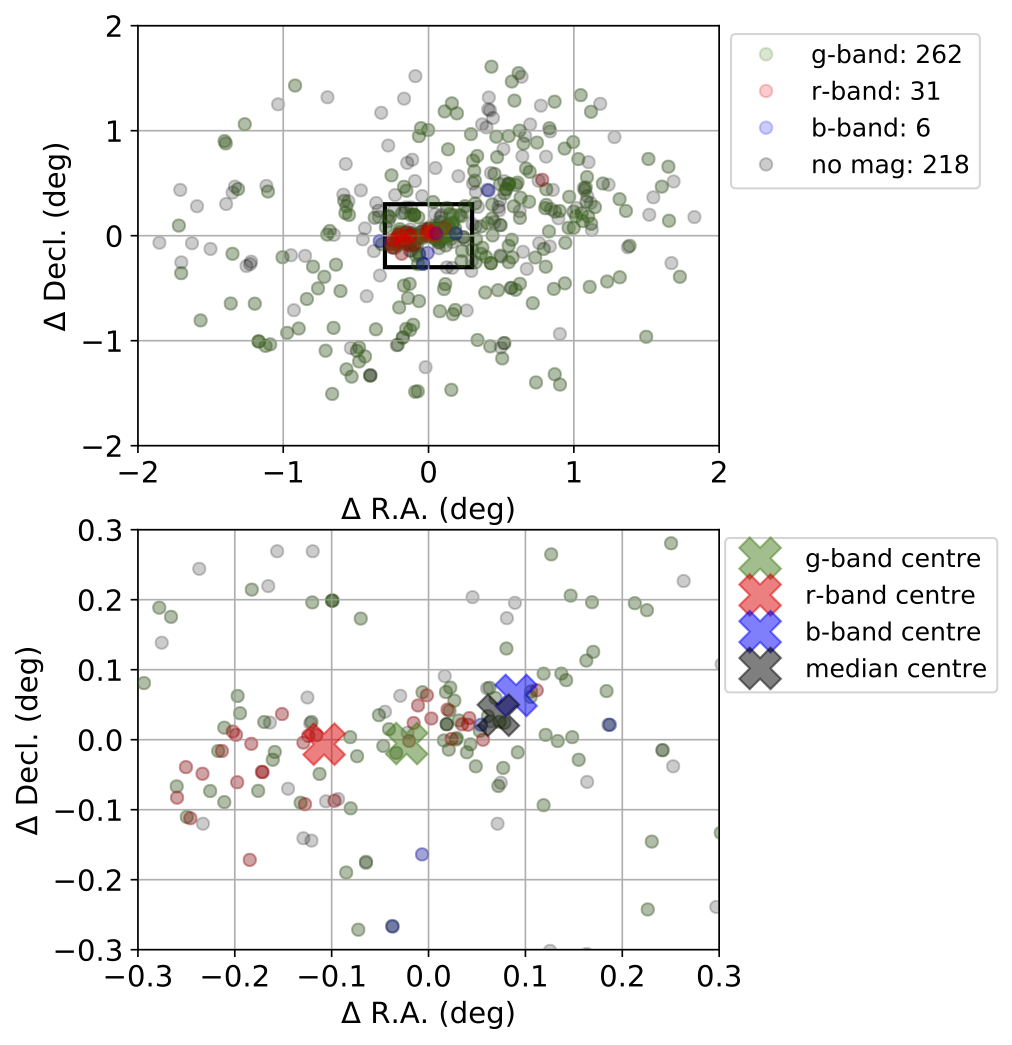 2
1
0
−1
−2
Δ Decl. (deg)
−2 −1 0 1 2
Δ R.A. (deg)
g-band: 262
r-band: 31
b-band: 6
no mag: 218
0.3
0.2
0.1
0.0
−0.1
−0.2
−0.3
Δ Decl. (deg)
−0.3 −0.2 −0.1 0.0 0.1 0.2 0.3
Δ R.A. (deg)
g-band centre
r-band centre
b-band centre
median centre